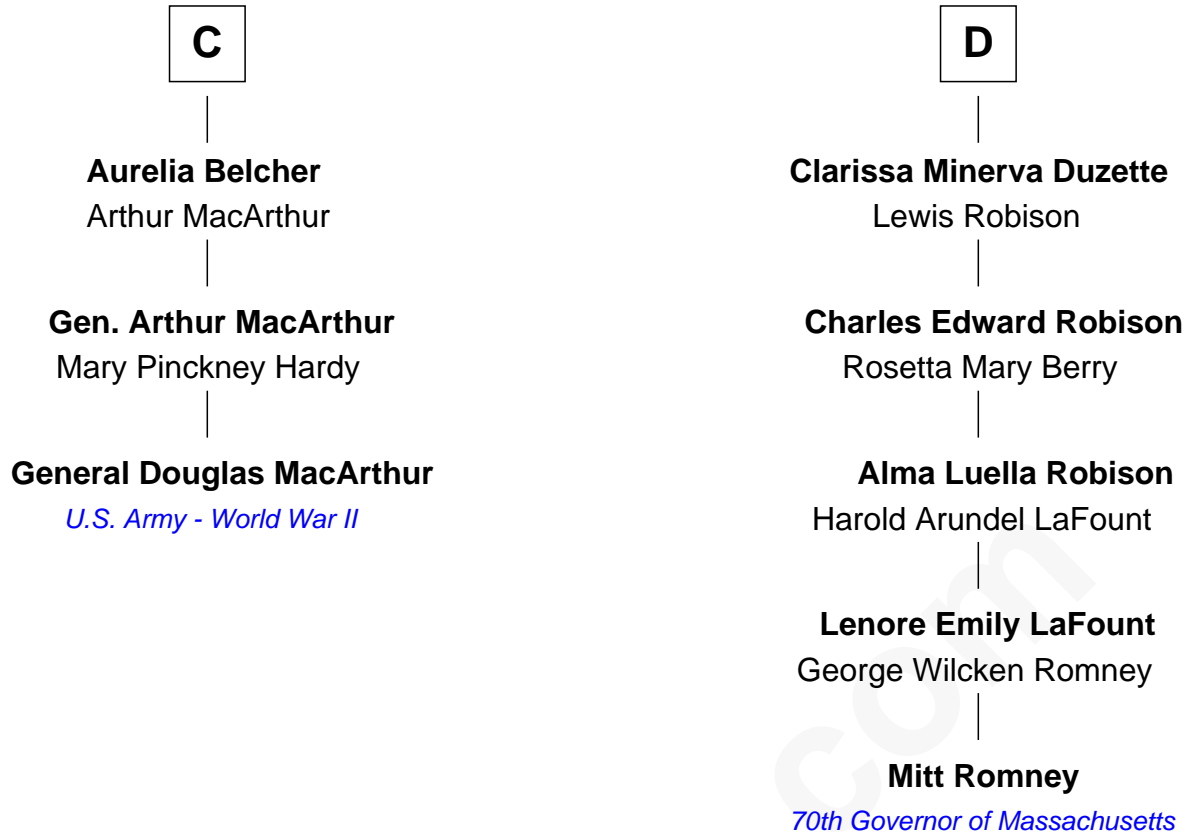 C
Aurelia Belcher
Arthur MacArthur
Gen. Arthur MacArthur
Mary Pinckney Hardy
General Douglas MacArthur
U.S. Army - World War II
D
Clarissa Minerva Duzette
Lewis Robison
Charles Edward Robison
Rosetta Mary Berry
Alma Luella Robison
Harold Arundel LaFount
Lenore Emily LaFount
George Wilcken Romney
Mitt Romney
70th Governor of Massachusetts
com